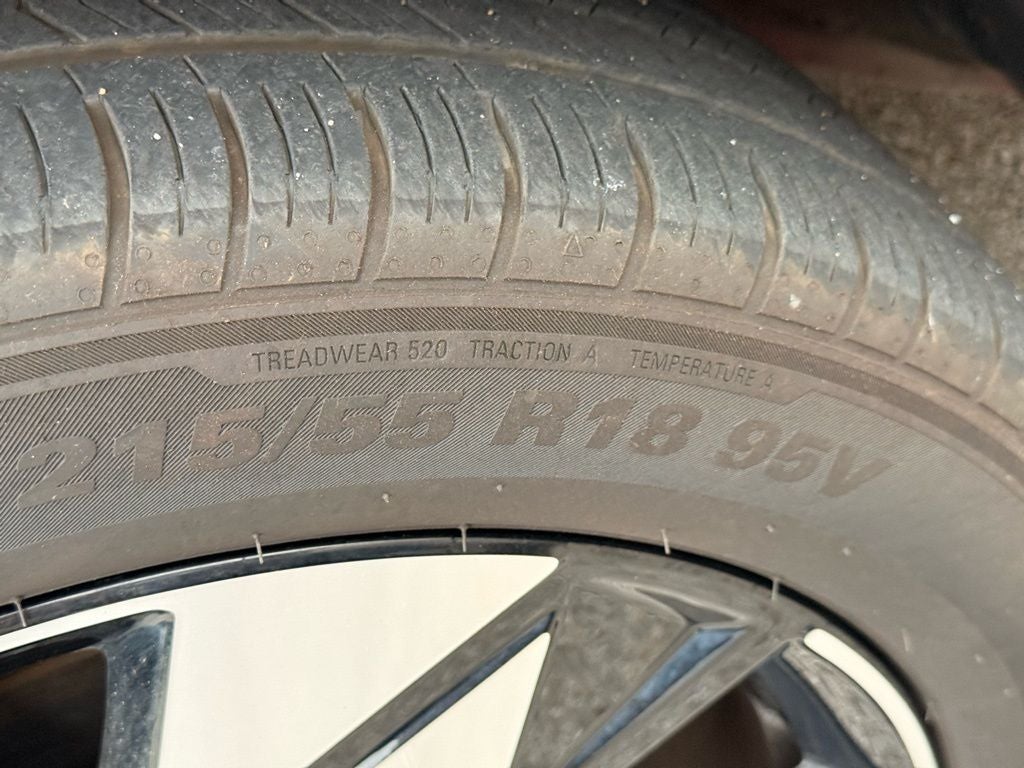 TREADWEAR 520 TRACTION A TEMPERATURE A
215/55 R18 95V